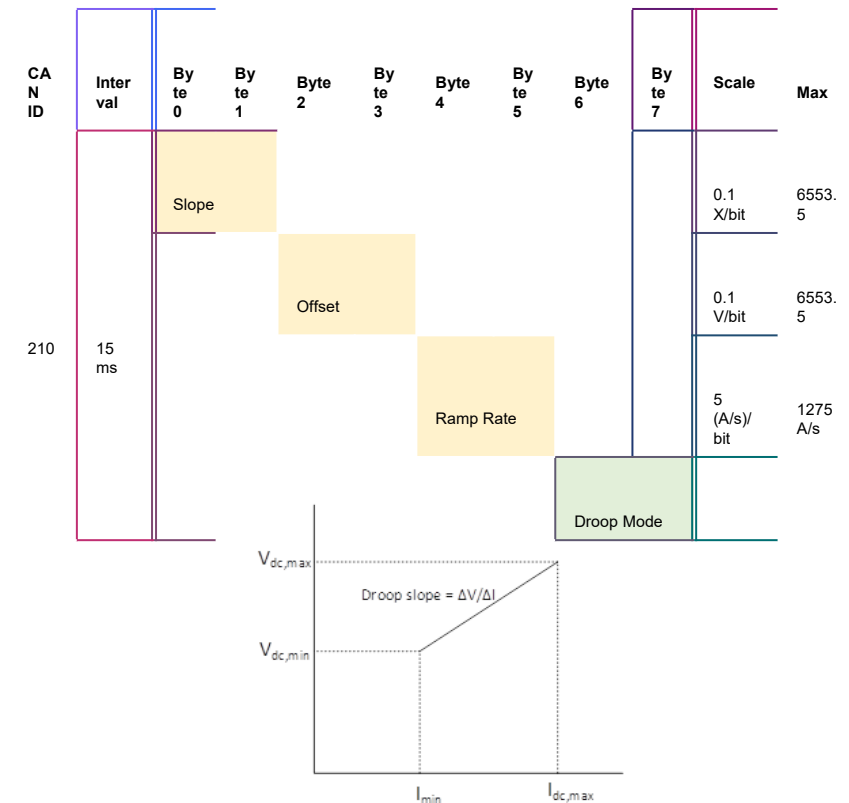 CA
N
ID
Inter
val
By
te
0
By
te
1
Byte
2
By
te
3
Byte
4
By
te
5
Byte
6
By
te
7
Scale
Max
Slope
0.1
X/bit
6553.
5
Offset
0.1
V/bit
6553.
5
210
15
ms
Ramp Rate
5
(A/s)/
bit
1275
A/s
Droop Mode
Vdc,max
Droop slope = ΔV/ΔI
Vdc,min
Imin
Idc,max